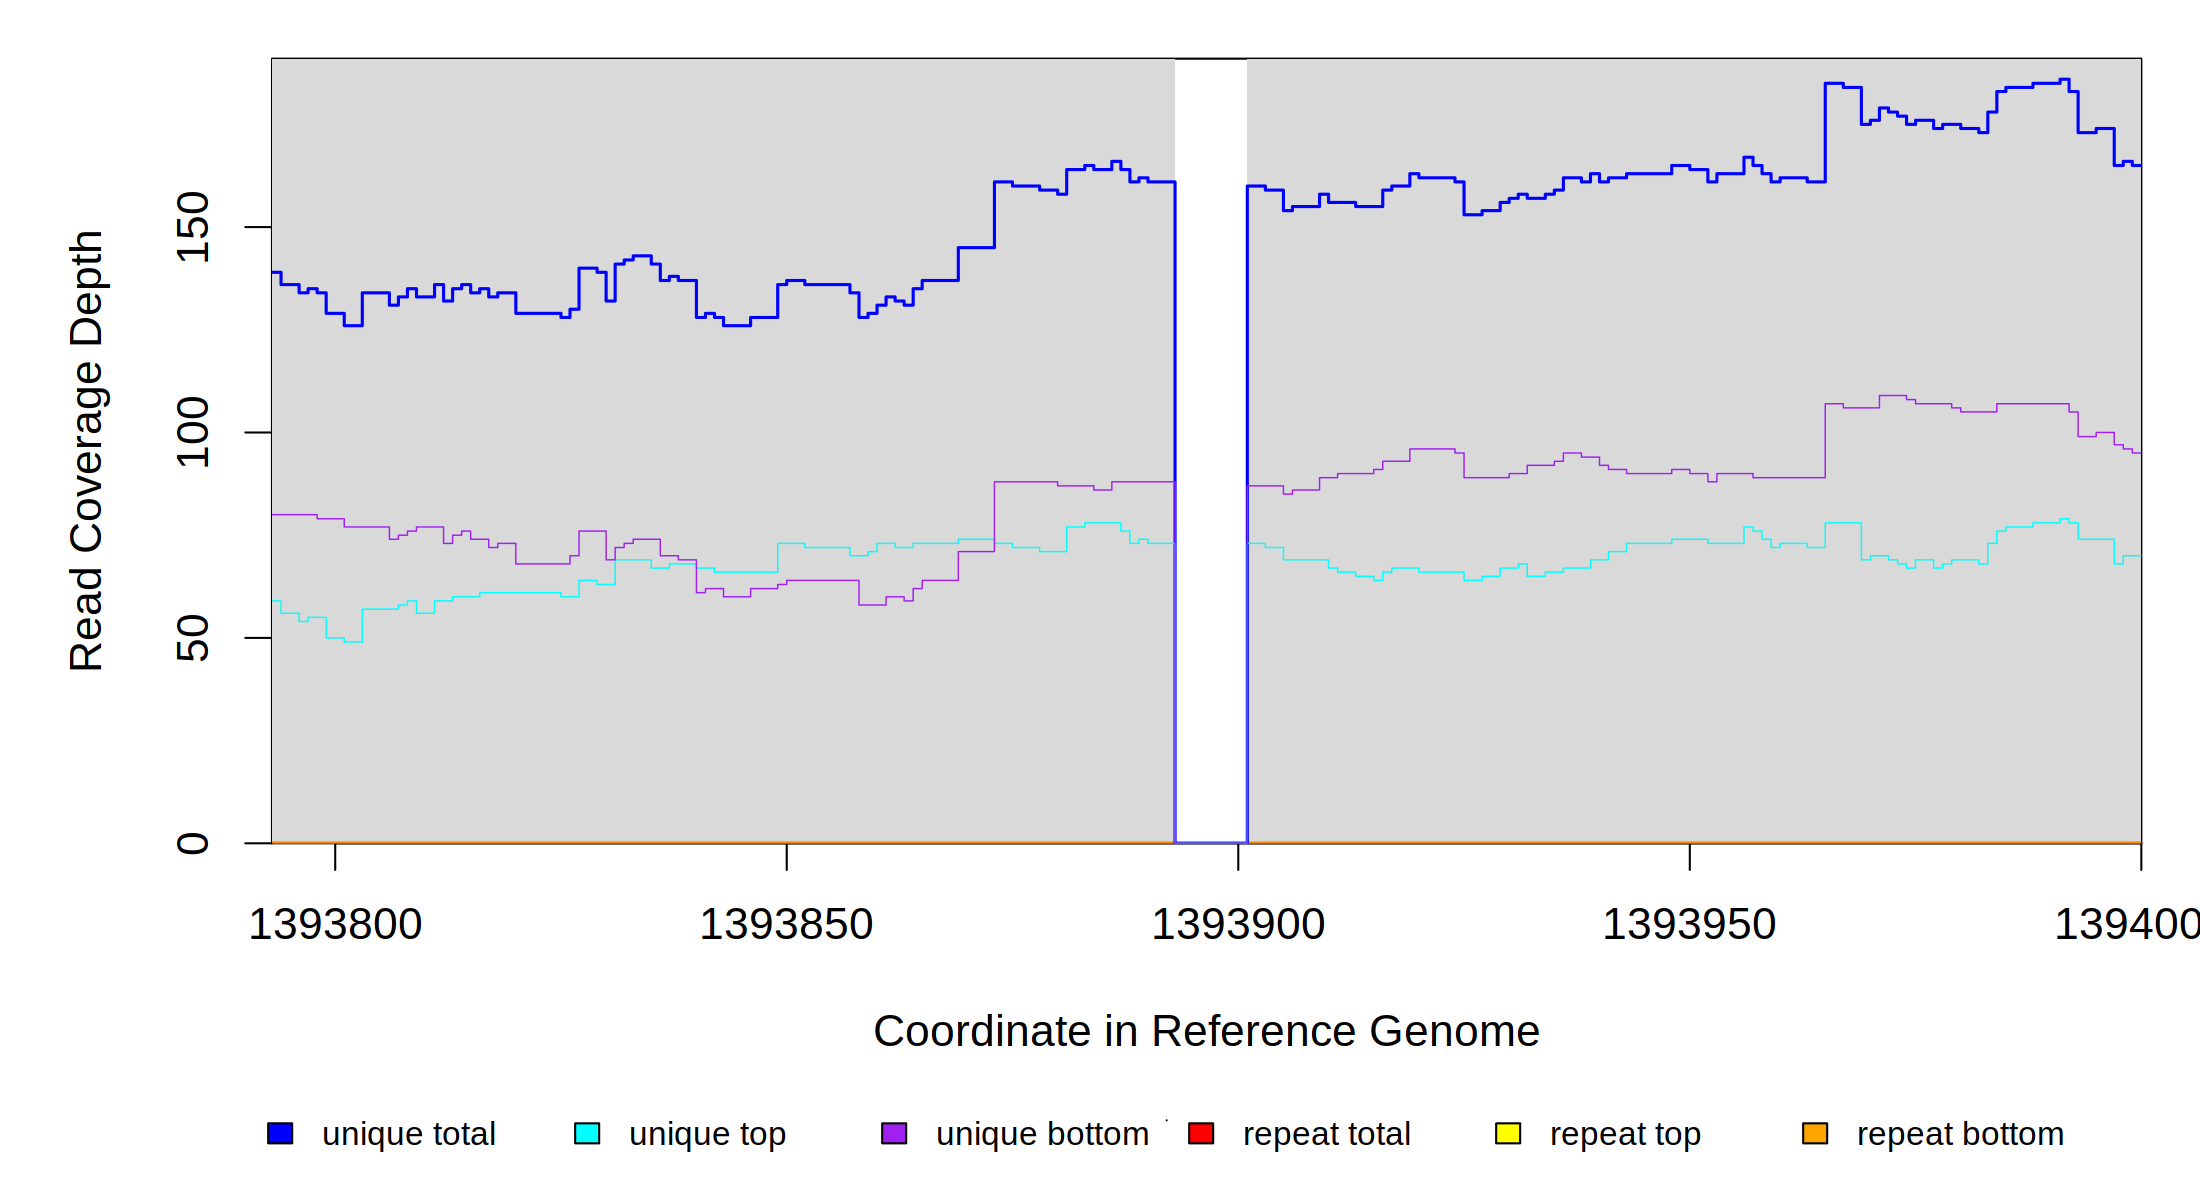 Read Coverage Depth
150
100
50
0
1393800 1393850 1393900 1393950 139400
Coordinate in Reference Genome
unique total unique top unique bottom repeat total repeat top repeat bottom